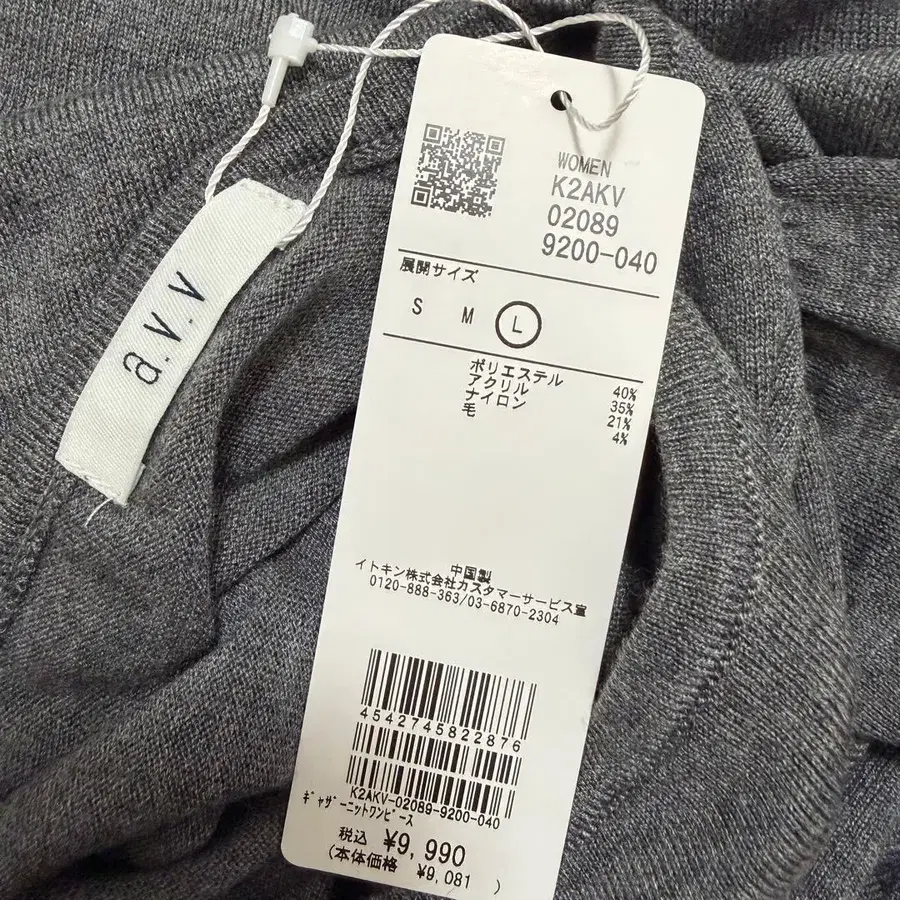 a.v.v
WOMEN
K2AKV
02089
9200-040
展開サイズ
S M L
ポリエステル 40%
アクリル 35%
ナイロン 21%
毛 4%
中国製
イトキン株式会社カスタマーサービス室
0120-888-363/03-6870-2304
4542745822876
K2AKV-02089-9200-040
ギャザーニットワンピース
税込 ¥9,990
(本体価格 ¥9,081 )